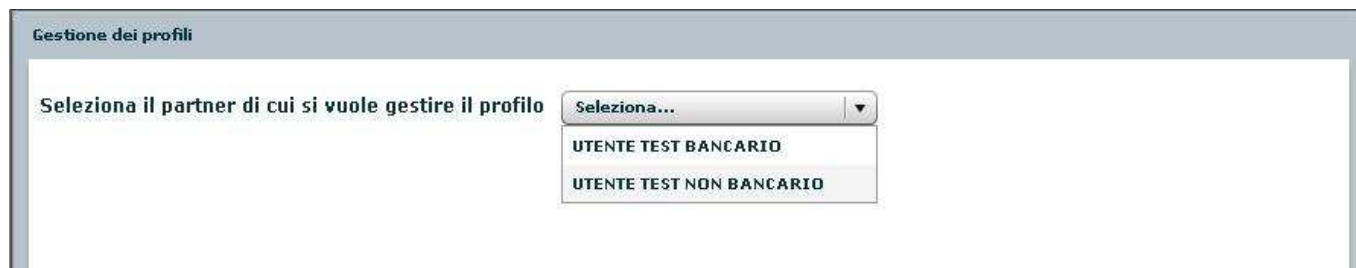 Gestione dei profili
Seleziona il partner di cui si vuole gestire il profilo
Seleziona...
UTENTE TEST BANCARIO
UTENTE TEST NON BANCARIO